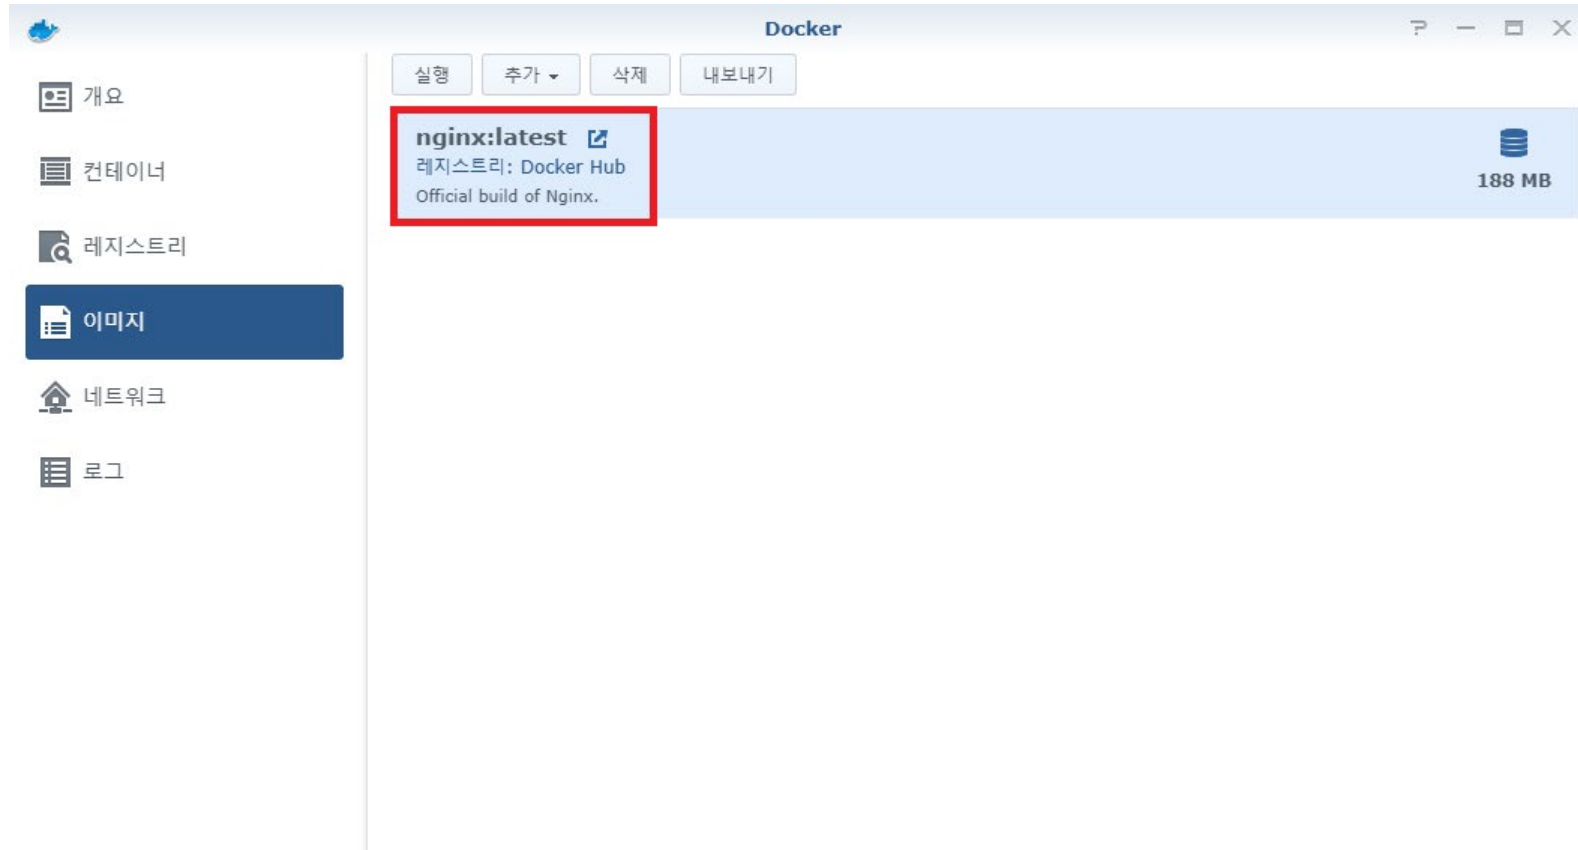 Docker
개요
컨테이너
레지스트리
이미지
네트워크
로그
실행 추가 삭제 내보내기
nginx:latest
레지스트리: Docker Hub
Official build of Nginx.
188 MB